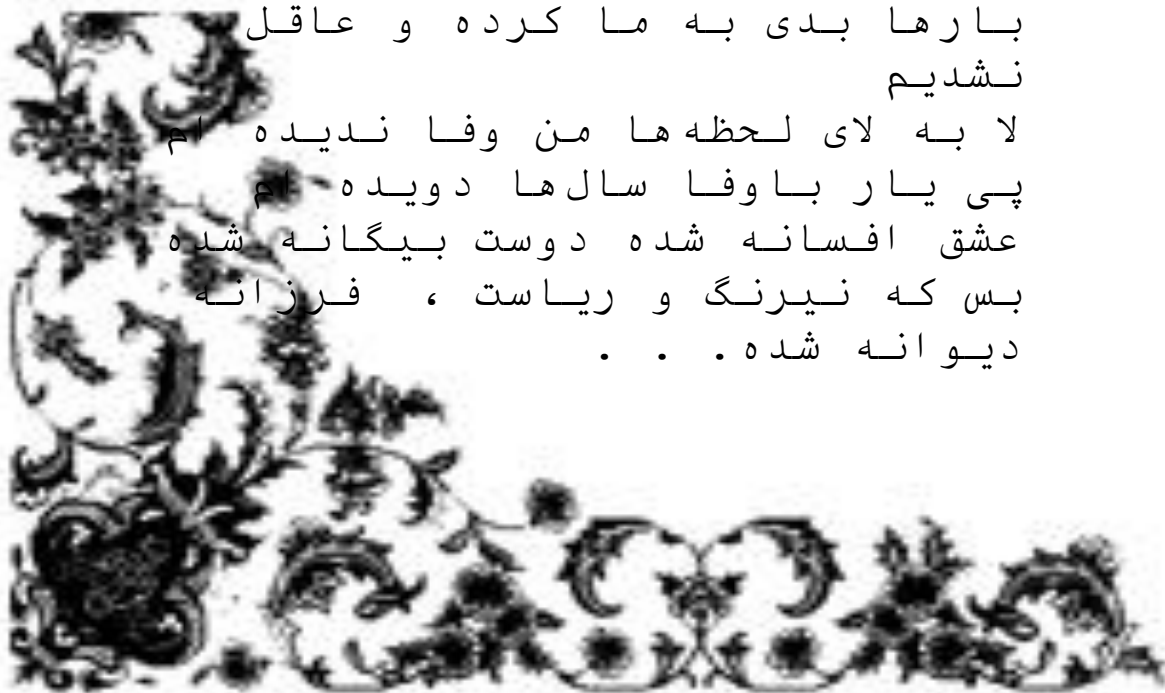 بارها بدی به ما کرده و عاقل
نشدیم
لا به لای لحظه‌ها من وفا ندیده ام
پی یار باوفا سال‌ها دویده ام
عشق افسانه شده دوست بیگانه شده
بس که نیرنگ و ریاست ، فرزانه
دیوانه شده. . .